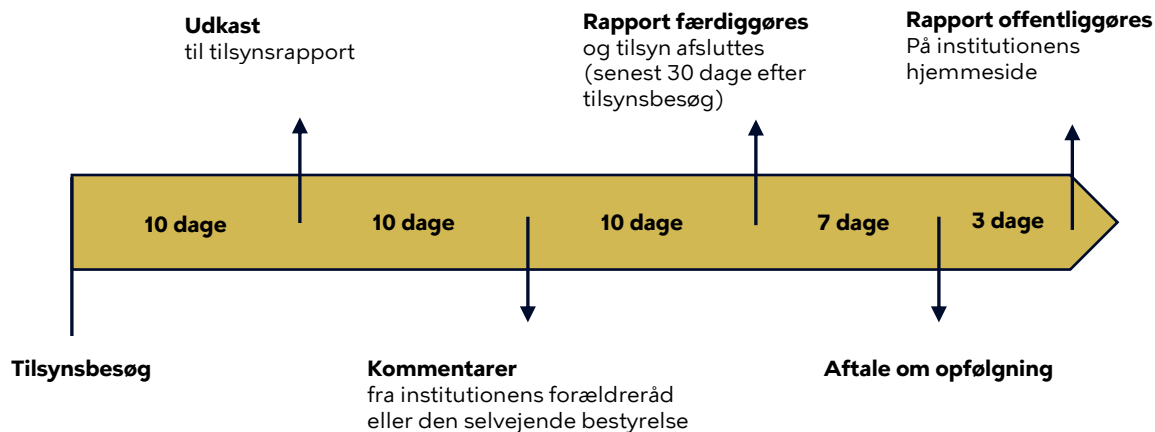 Udkast
til tilsynsrapport
Rapport færdiggøres
og tilsyn afsluttes
(senest 30 dage efter
tilsynsbesøg)
Rapport offentliggøres
På institutionens
hjemmeside
10 dage
10 dage
10 dage
7 dage
3 dage
Tilsynsbesøg
Kommentarer
fra institutionens forældreråd
eller den selvejende bestyrelse
Aftale om opfølgning